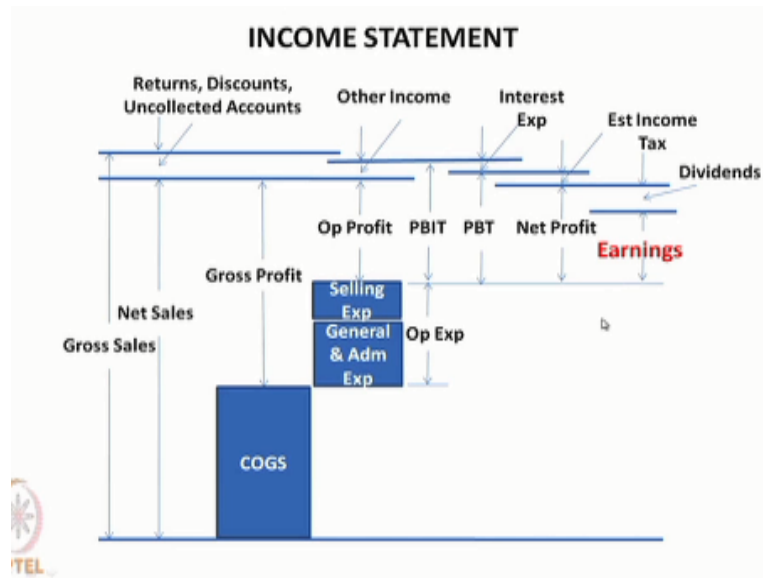 INCOME STATEMENT
Returns, Discounts,
Uncollected Accounts
Other Income
Interest
Exp
Est Income
Tax
Dividends
Op Profit
PBIT
PBT
Net Profit
Earnings
Gross Profit
Selling
Exp
Net Sales
General
& Adm
Exp
Op Exp
Gross Sales
COGS
PTEL